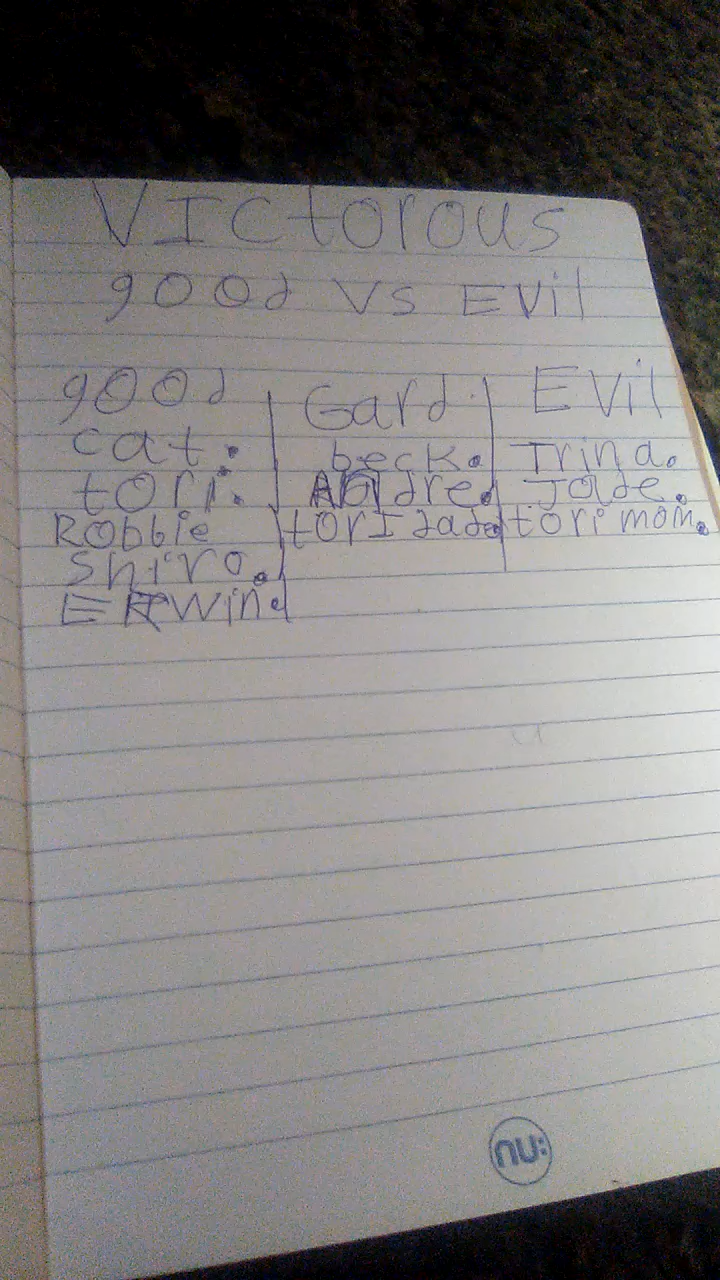 VICtorous
good VS EVil
good Gard. EVil
cat. beck. Trina.
tori. Andre. Jade.
Robbie torI dad. tori mom.
Shiro.
ERwin.
nu: